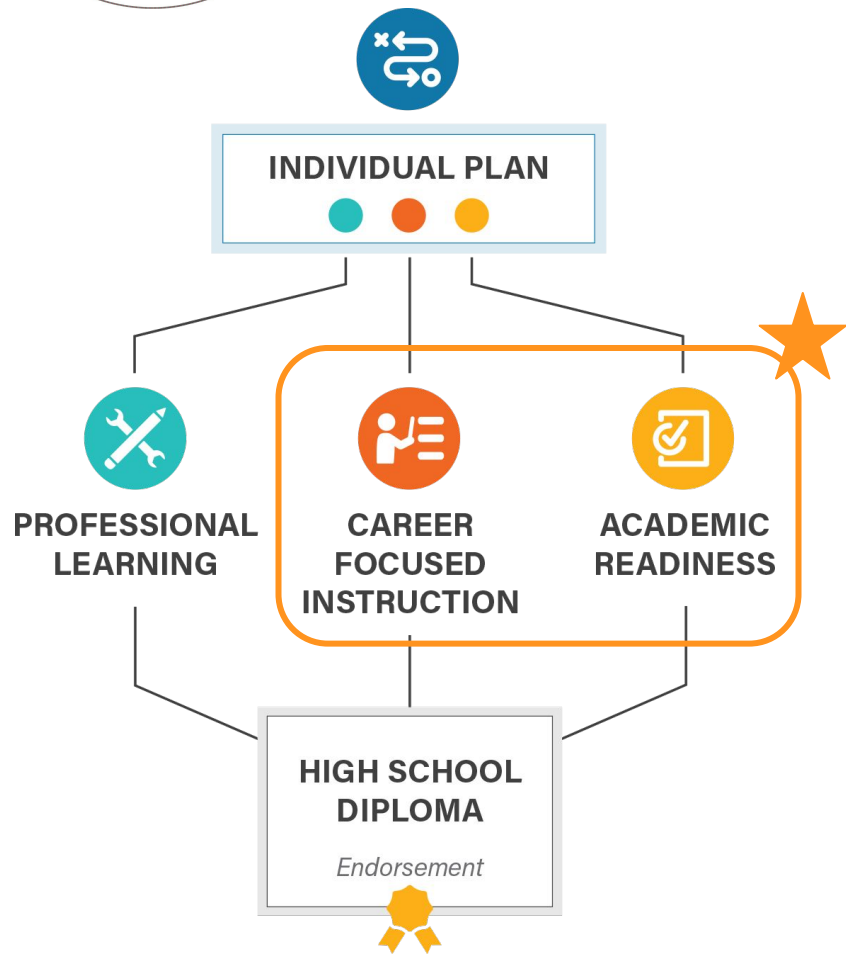 INDIVIDUAL PLAN
PROFESSIONAL
LEARNING
CAREER
FOCUSED
INSTRUCTION
ACADEMIC
READINESS
HIGH SCHOOL
DIPLOMA
Endorsement